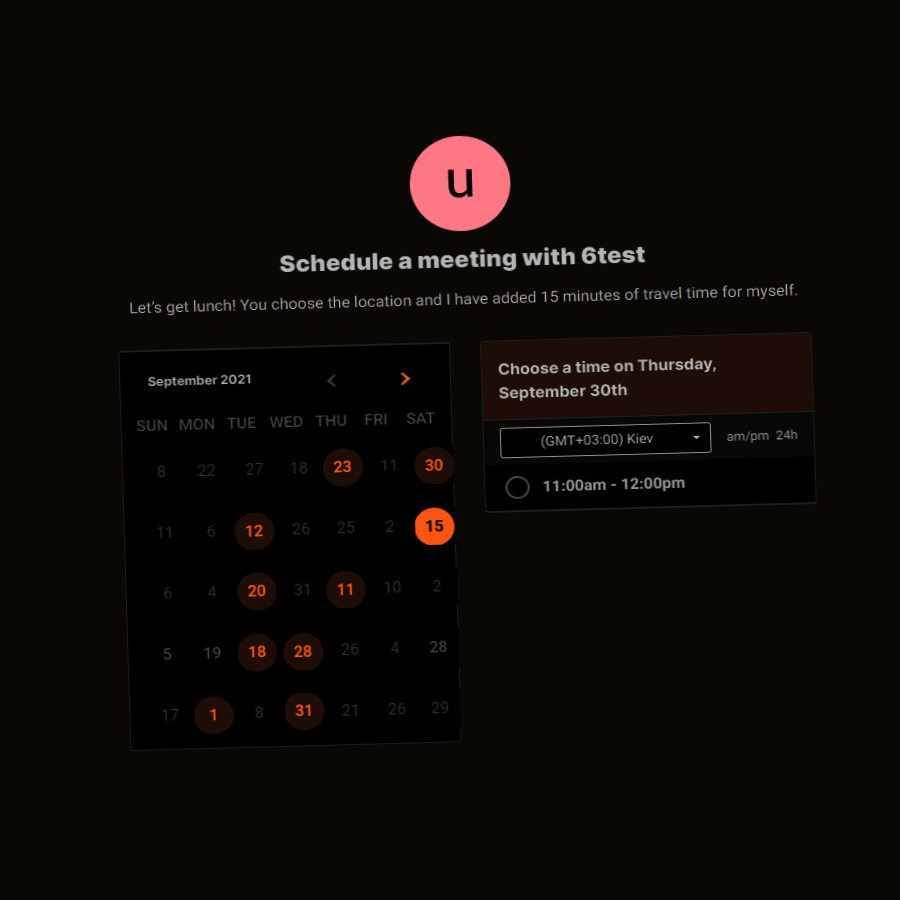 u
Schedule a meeting with 6test
Let's get lunch! You choose the location and I have added 15 minutes of travel time for myself.
September 2021
SUN MON TUE WED THU FRI SAT
8 22 27 18 23 11 30
11 6 12 26 25 2 15
6 4 20 31 11 10 2
5 19 18 28 26 4 28
17 1 8 31 21 26 29
Choose a time on Thursday,
September 30th
(GMT+03:00) Kiev am/pm 24h
11:00am - 12:00pm